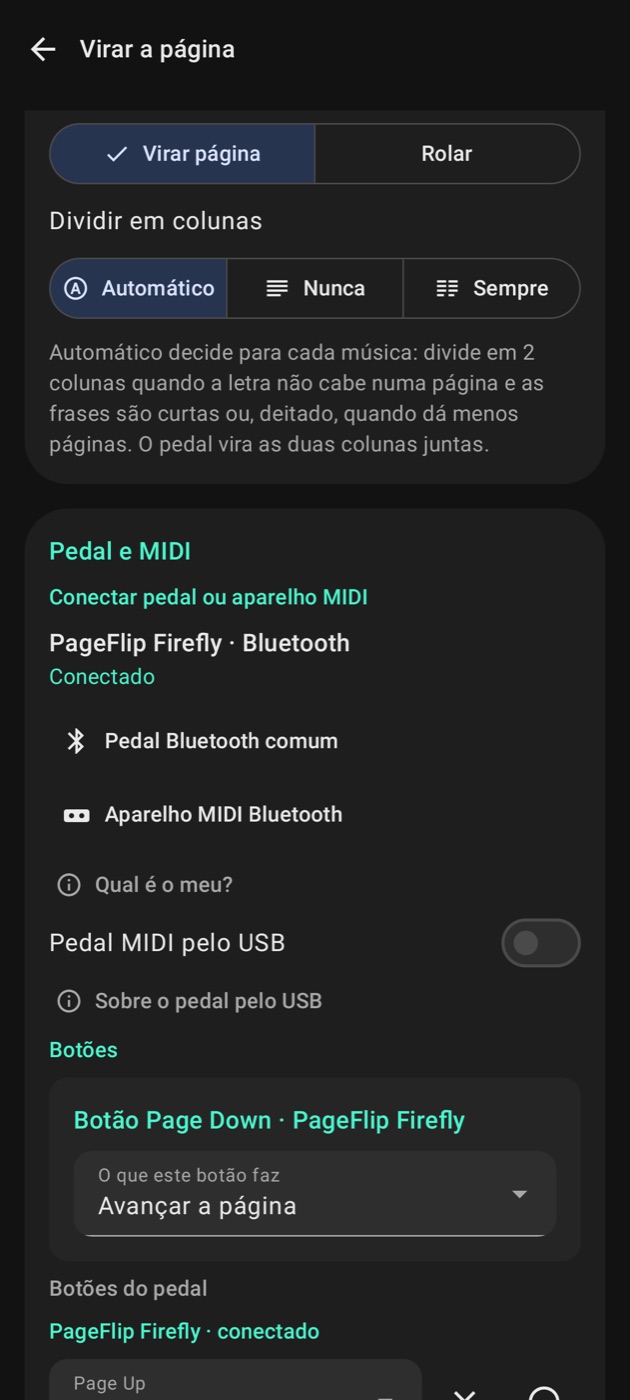 Virar a página
Virar página
Rolar
Dividir em colunas
Automático
Nunca
Sempre
Automático decide para cada música: divide em 2
colunas quando a letra não cabe numa página e as
frases são curtas ou, deitado, quando dá menos
páginas. O pedal vira as duas colunas juntas.
Pedal e MIDI
Conectar pedal ou aparelho MIDI
PageFlip Firefly · Bluetooth
Conectado
Pedal Bluetooth comum
Aparelho MIDI Bluetooth
Qual é o meu?
Pedal MIDI pelo USB
Sobre o pedal pelo USB
Botões
Botão Page Down · PageFlip Firefly
O que este botão faz
Avançar a página
Botões do pedal
PageFlip Firefly · conectado
Page Up